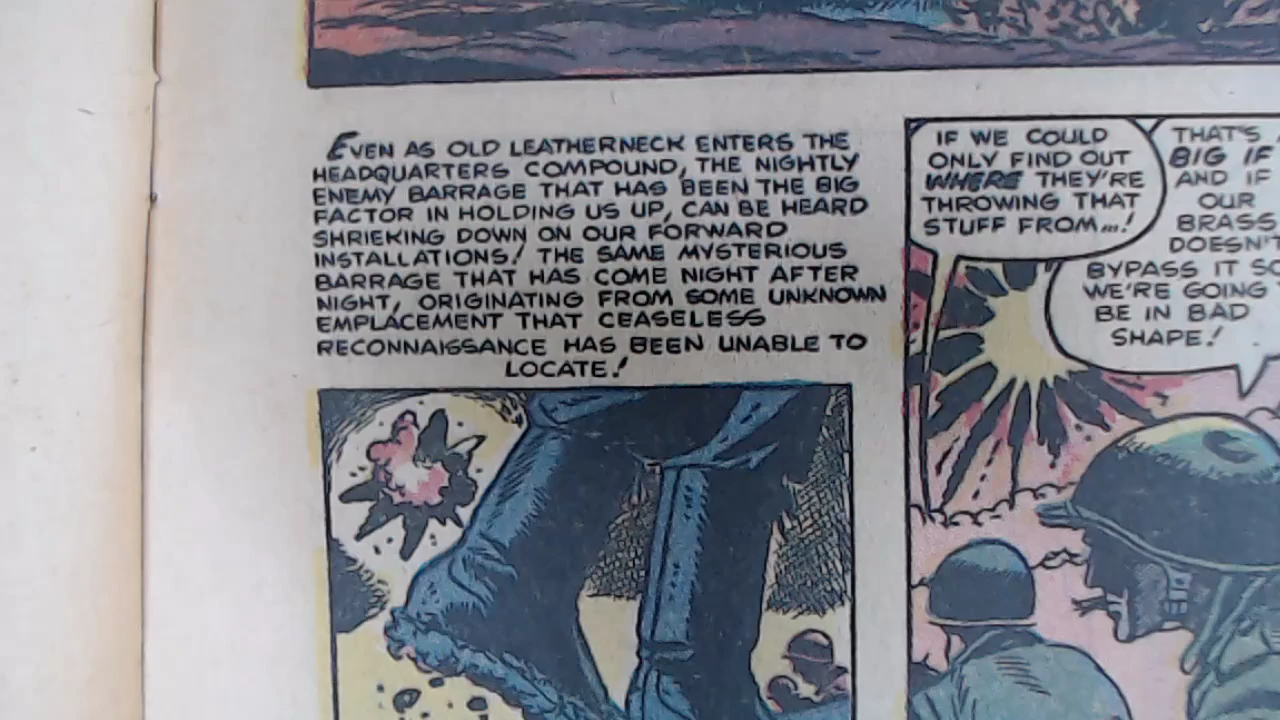 EVEN AS OLD LEATHERNECK ENTERS THE
HEADQUARTERS COMPOUND, THE NIGHTLY
ENEMY BARRAGE THAT HAS BEEN THE BIG
FACTOR IN HOLDING US UP, CAN BE HEARD
SHRIEKING DOWN ON OUR FORWARD
INSTALLATIONS! THE SAME MYSTERIOUS
BARRAGE THAT HAS COME NIGHT AFTER
NIGHT, ORIGINATING FROM SOME UNKNOWN
EMPLACEMENT THAT CEASELESS
RECONNAISSANCE HAS BEEN UNABLE TO
LOCATE!
IF WE COULD
ONLY FIND OUT
WHERE THEY'RE
THROWING THAT
STUFF FROM...!
THAT'S
BIG IF
AND IF
OUR
BRASS
DOESN'T
BYPASS IT SO
WE'RE GOING
BE IN BAD
SHAPE!